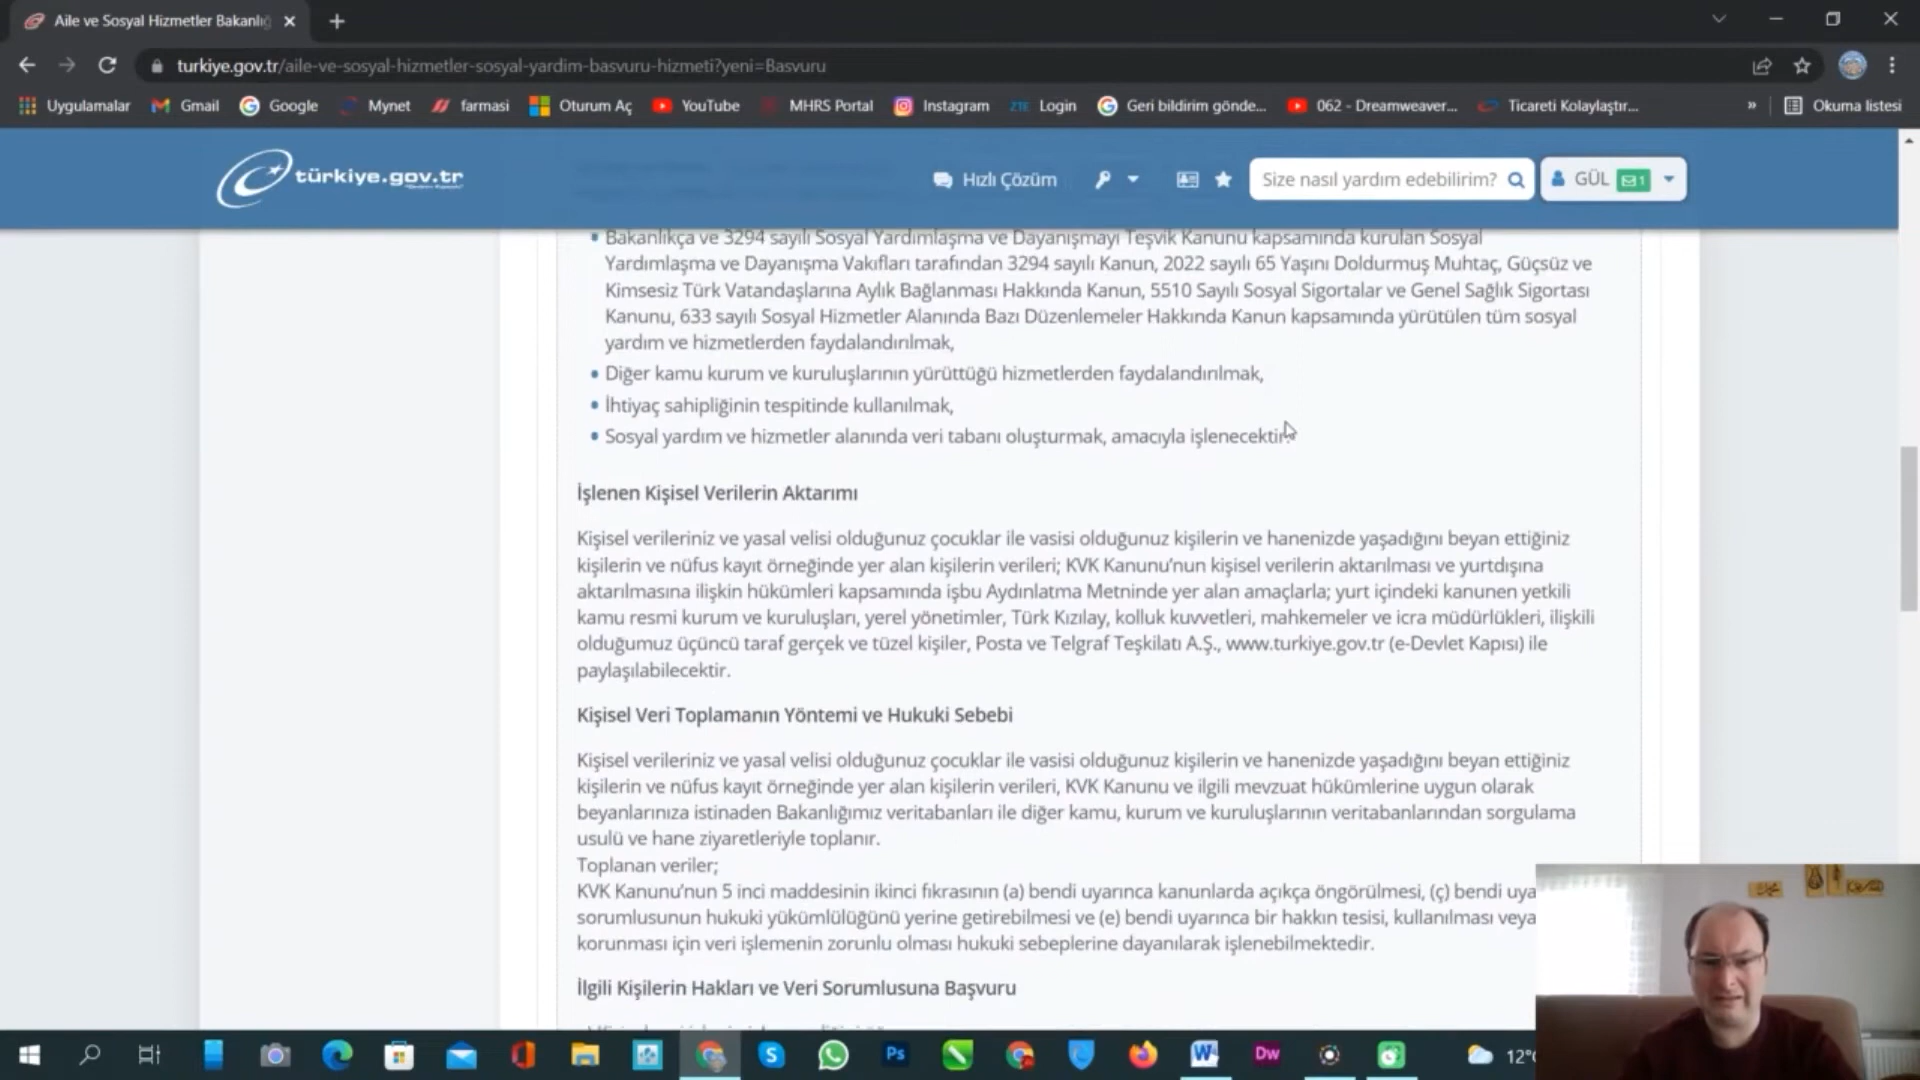 Aile ve Sosyal Hizmetler Bakanlığ
turkiye.gov.tr/aile-ve-sosyal-hizmetler-sosyal-yardim-basvuru-hizmeti?yeni=Basvuru
Uygulamalar Gmail Google Mynet farmasi Oturum Aç YouTube MHRS Portal Instagram Login Geri bildirim gönde... 062 - Dreamweaver... Ticareti Kolaylaştır... » Okuma listesi
türkiye.gov.tr Hızlı Çözüm Size nasıl yardım edebilirim? GÜL 1
• Bakanlıkça ve 3294 sayılı Sosyal Yardımlaşma ve Dayanışmayı Teşvik Kanunu kapsamında kurulan Sosyal
Yardımlaşma ve Dayanışma Vakıfları tarafından 3294 sayılı Kanun, 2022 sayılı 65 Yaşını Doldurmuş Muhtaç, Güçsüz ve
Kimsesiz Türk Vatandaşlarına Aylık Bağlanması Hakkında Kanun, 5510 Sayılı Sosyal Sigortalar ve Genel Sağlık Sigortası
Kanunu, 633 sayılı Sosyal Hizmetler Alanında Bazı Düzenlemeler Hakkında Kanun kapsamında yürütülen tüm sosyal
yardım ve hizmetlerden faydalandırılmak,
• Diğer kamu kurum ve kuruluşlarının yürüttüğü hizmetlerden faydalandırılmak,
• İhtiyaç sahipliğinin tespitinde kullanılmak,
• Sosyal yardım ve hizmetler alanında veri tabanı oluşturmak, amacıyla işlenecektir.
İşlenen Kişisel Verilerin Aktarımı
Kişisel verileriniz ve yasal velisi olduğunuz çocuklar ile vasisi olduğunuz kişilerin ve hanenizde yaşadığını beyan ettiğiniz
kişilerin ve nüfus kayıt örneğinde yer alan kişilerin verileri; KVK Kanunu’nun kişisel verilerin aktarılması ve yurtdışına
aktarılmasına ilişkin hükümleri kapsamında işbu Aydınlatma Metninde yer alan amaçlarla; yurt içindeki kanunen yetkili
kamu resmi kurum ve kuruluşları, yerel yönetimler, Türk Kızılay, kolluk kuvvetleri, mahkemeler ve icra müdürlükleri, ilişkili
olduğumuz üçüncü taraf gerçek ve tüzel kişiler, Posta ve Telgraf Teşkilatı A.Ş., www.turkiye.gov.tr (e-Devlet Kapısı) ile
paylaşılabilecektir.
Kişisel Veri Toplamanın Yöntemi ve Hukuki Sebebi
Kişisel verileriniz ve yasal velisi olduğunuz çocuklar ile vasisi olduğunuz kişilerin ve hanenizde yaşadığını beyan ettiğiniz
kişilerin ve nüfus kayıt örneğinde yer alan kişilerin verileri, KVK Kanunu ve ilgili mevzuat hükümlerine uygun olarak
beyanlarınıza istinaden Bakanlığımız veritabanları ile diğer kamu, kurum ve kuruluşlarının veritabanlarından sorgulama
usulü ve hane ziyaretleriyle toplanır.
Toplanan veriler;
KVK Kanunu’nun 5 inci maddesinin ikinci fıkrasının (a) bendi uyarınca kanunlarda açıkça öngörülmesi, (ç) bendi uya
sorumlusunun hukuki yükümlülüğünü yerine getirebilmesi ve (e) bendi uyarınca bir hakkın tesisi, kullanılması veya
korunması için veri işlemenin zorunlu olması hukuki sebeplerine dayanılarak işlenebilmektedir.
İlgili Kişilerin Hakları ve Veri Sorumlusuna Başvuru
Ps Dw 12°